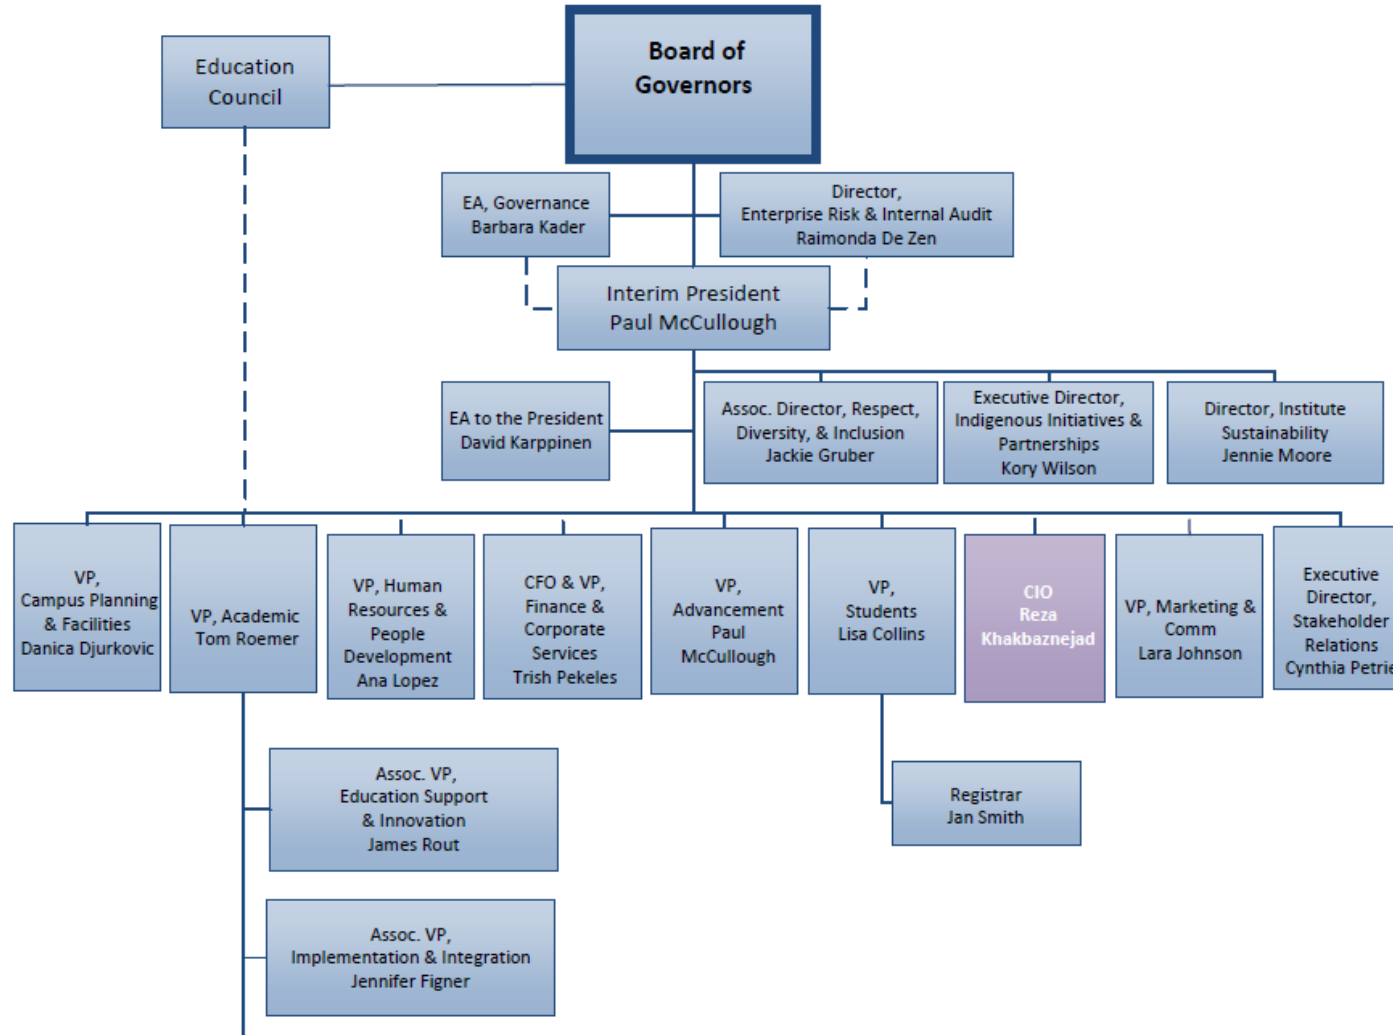 Board of
Governors
Education
Council
EA, Governance
Barbara Kader
Director,
Enterprise Risk & Internal Audit
Raimonda De Zen
Interim President
Paul McCullough
EA to the President
David Karppinen
Assoc. Director, Respect,
Diversity, & Inclusion
Jackie Gruber
Executive Director,
Indigenous Initiatives &
Partnerships
Kory Wilson
Director, Institute
Sustainability
Jennie Moore
VP,
Campus Planning
& Facilities
Danica Djurkovic
VP, Academic
Tom Roemer
VP, Human
Resources &
People
Development
Ana Lopez
CFO & VP,
Finance &
Corporate
Services
Trish Pekeles
VP,
Advancement
Paul
McCullough
VP,
Students
Lisa Collins
CIO
Reza
Khakbaznejad
VP, Marketing &
Comm
Lara Johnson
Executive
Director,
Stakeholder
Relations
Cynthia Petrie
Assoc. VP,
Education Support
& Innovation
James Rout
Registrar
Jan Smith
Assoc. VP,
Implementation & Integration
Jennifer Figner